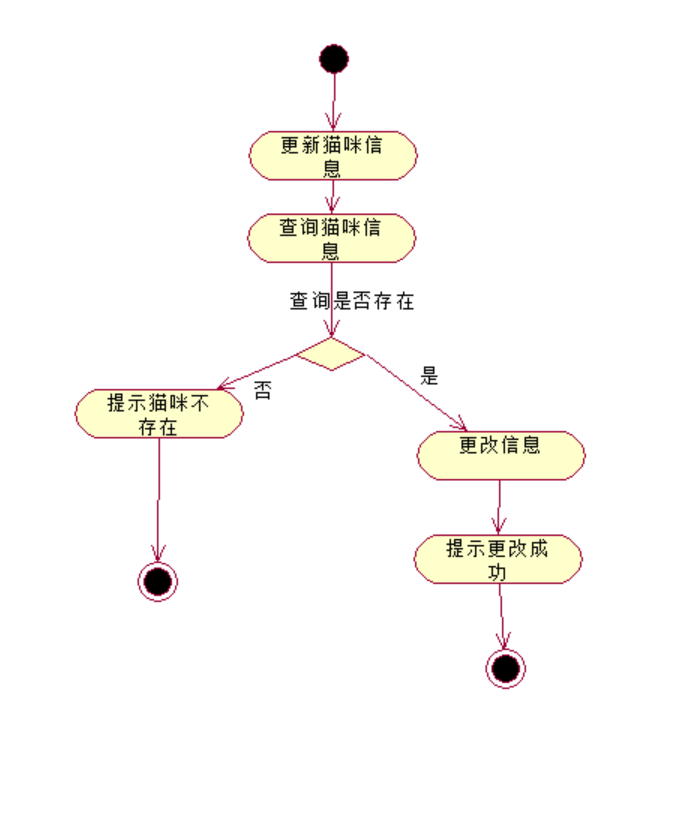 更新猫咪信
息
查询猫咪信
息
查询是否存在
否
是
提示猫咪不
存在
更改信息
提示更改成
功